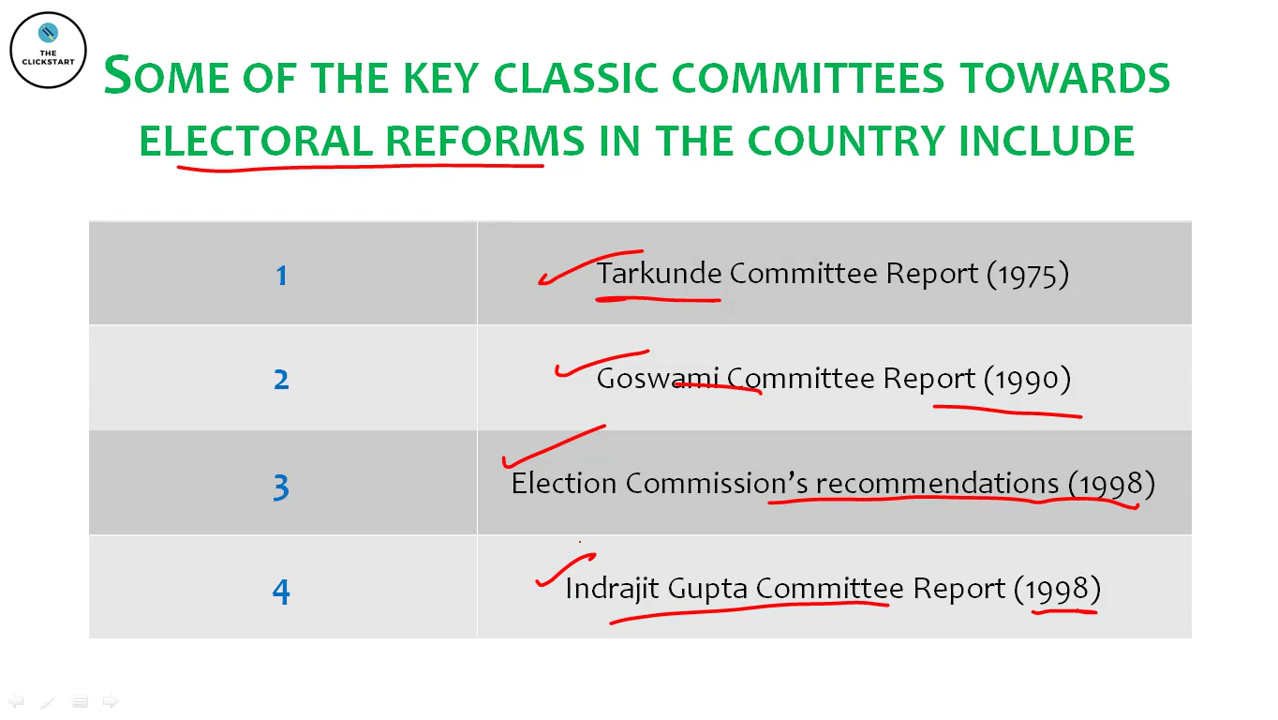 THE
CLICKSTART
SOME OF THE KEY CLASSIC COMMITTEES TOWARDS
ELECTORAL REFORMS IN THE COUNTRY INCLUDE
1 Tarkunde Committee Report (1975)
2 Goswami Committee Report (1990)
3 Election Commission’s recommendations (1998)
4 Indrajit Gupta Committee Report (1998)